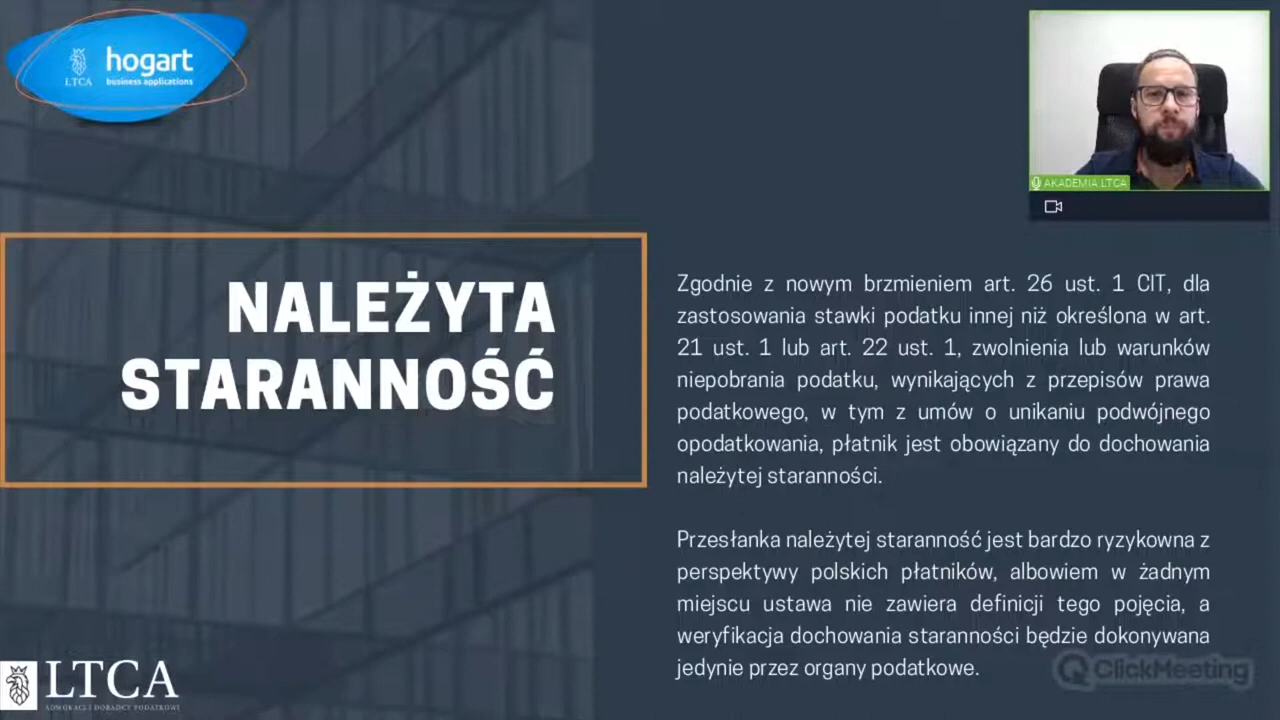 LTCA
hogart
business applications
AKADEMIA LTCA
NALEŻYTA
STARANNOŚĆ
Zgodnie z nowym brzmieniem art. 26 ust. 1 CIT, dla
zastosowania stawki podatku innej niż określona w art.
21 ust. 1 lub art. 22 ust. 1, zwolnienia lub warunków
niepobrania podatku, wynikających z przepisów prawa
podatkowego, w tym z umów o unikaniu podwójnego
opodatkowania, płatnik jest obowiązany do dochowania
należytej staranności.
Przesłanka należytej staranność jest bardzo ryzykowna z
perspektywy polskich płatników, albowiem w żadnym
miejscu ustawa nie zawiera definicji tego pojęcia, a
weryfikacja dochowania staranności będzie dokonywana
jedynie przez organy podatkowe.
ClickMeeting
LTCA
ADWOKACI I DORADCY PODATKOWI